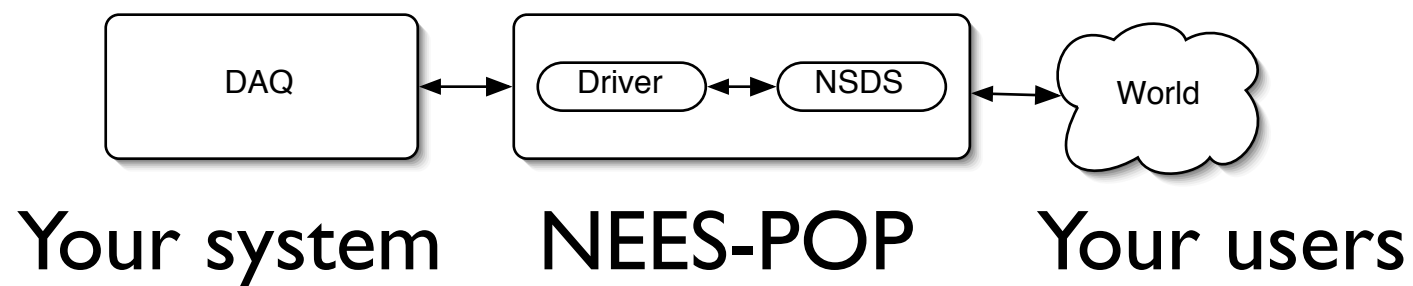 DAQ
Driver
NSDS
World
Your system
NEES-POP
Your users